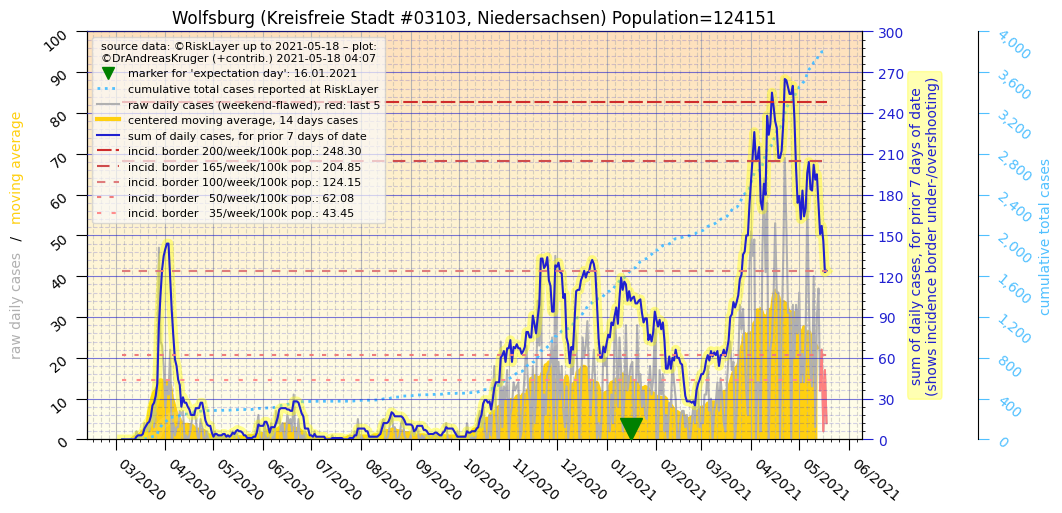 Wolfsburg (Kreisfreie Stadt #03103, Niedersachsen) Population=124151
source data: ©RiskLayer up to 2021-05-18 – plot:
©DrAndreasKruger (+contrib.) 2021-05-18 04:07
marker for 'expectation day': 16.01.2021
cumulative total cases reported at RiskLayer
raw daily cases (weekend-flawed), red: last 5
centered moving average, 14 days cases
sum of daily cases, for prior 7 days of date
incid. border 200/week/100k pop.: 248.30
incid. border 165/week/100k pop.: 204.85
incid. border 100/week/100k pop.: 124.15
incid. border 50/week/100k pop.: 62.08
incid. border 35/week/100k pop.: 43.45
raw daily cases / moving average
100
90
80
70
60
50
40
30
20
10
0
03/2020
04/2020
05/2020
06/2020
07/2020
08/2020
09/2020
10/2020
11/2020
12/2020
01/2021
02/2021
03/2021
04/2021
05/2021
06/2021
300
270
240
210
180
150
120
90
60
30
0
sum of daily cases, for prior 7 days of date
(shows incidence border under-/overshooting)
4,000
3,600
3,200
2,800
2,400
2,000
1,600
1,200
800
400
0
cumulative total cases